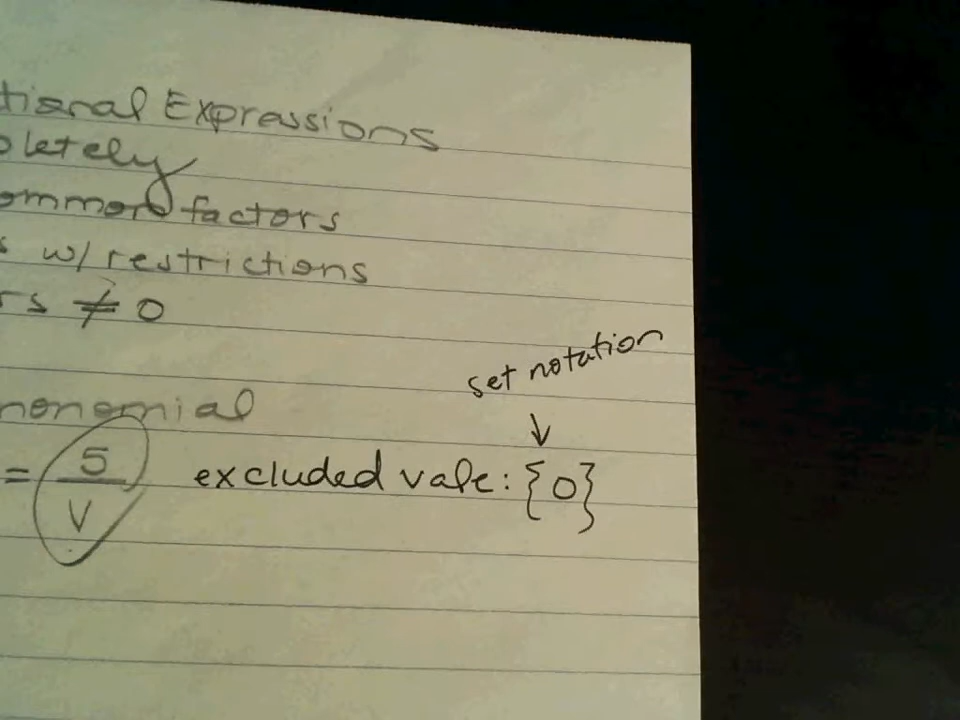 tional Expressions
pletely
ommon factors
s w/ restrictions
rs ≠ 0
set notation
↓
nonomial
= 5/V excluded vale: {0}